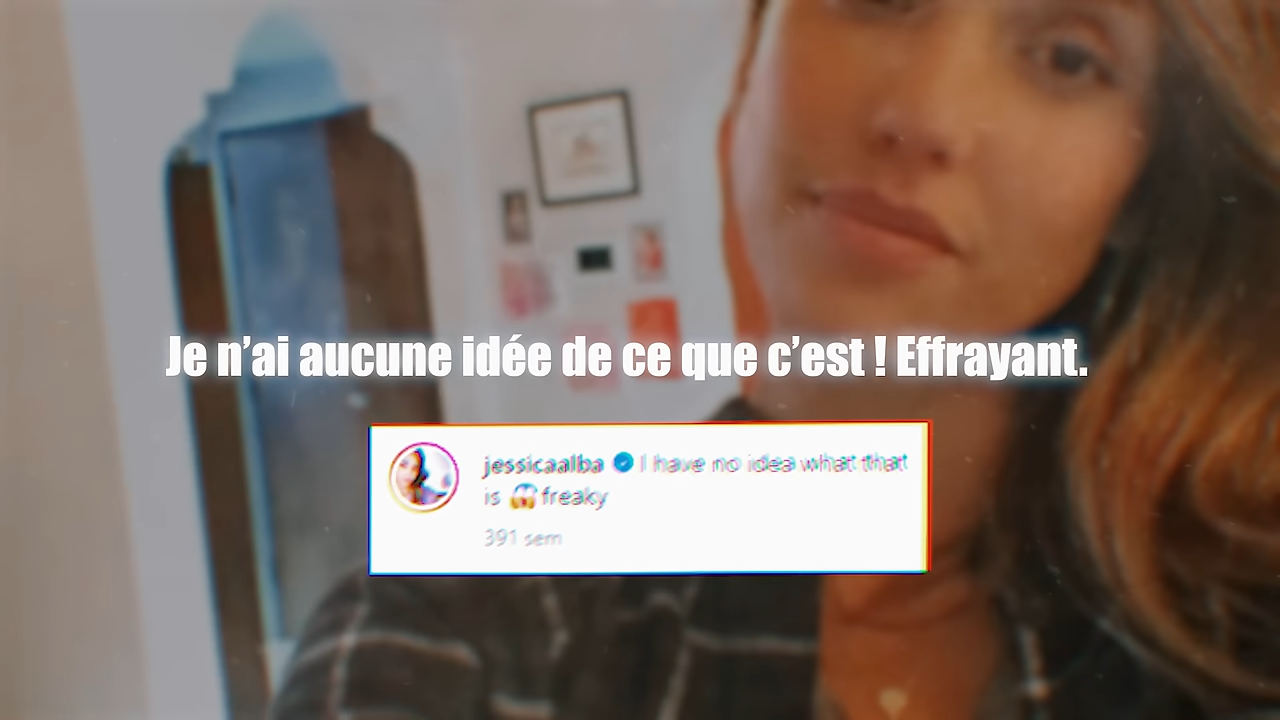 Je n’ai aucune idée de ce que c’est ! Effrayant.
jessicaalba I have no idea what that
is 😱 freaky
391 sem